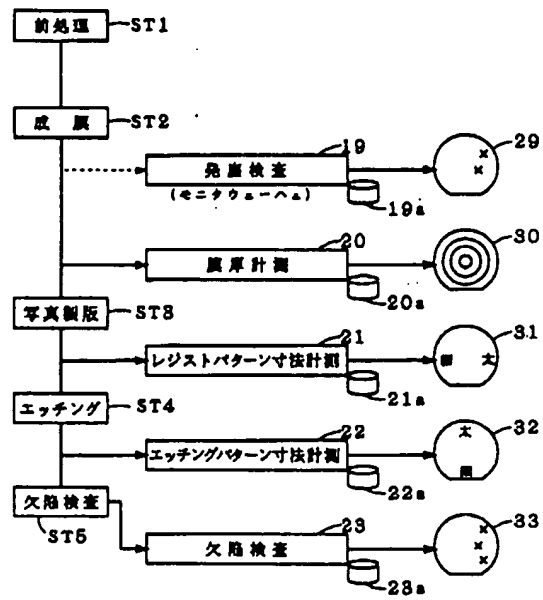 前処理 ST1
成膜 ST2
19
発塵検査
(モニタウェーハ)
19a
29
20
膜厚計測
20a
30
写真製版 ST3
21
レジストパターン寸法計測
21a
細 太
31
エッチング ST4
22
エッチングパターン寸法計測
22a
太
細
32
欠陥検査
ST5
23
欠陥検査
23a
33